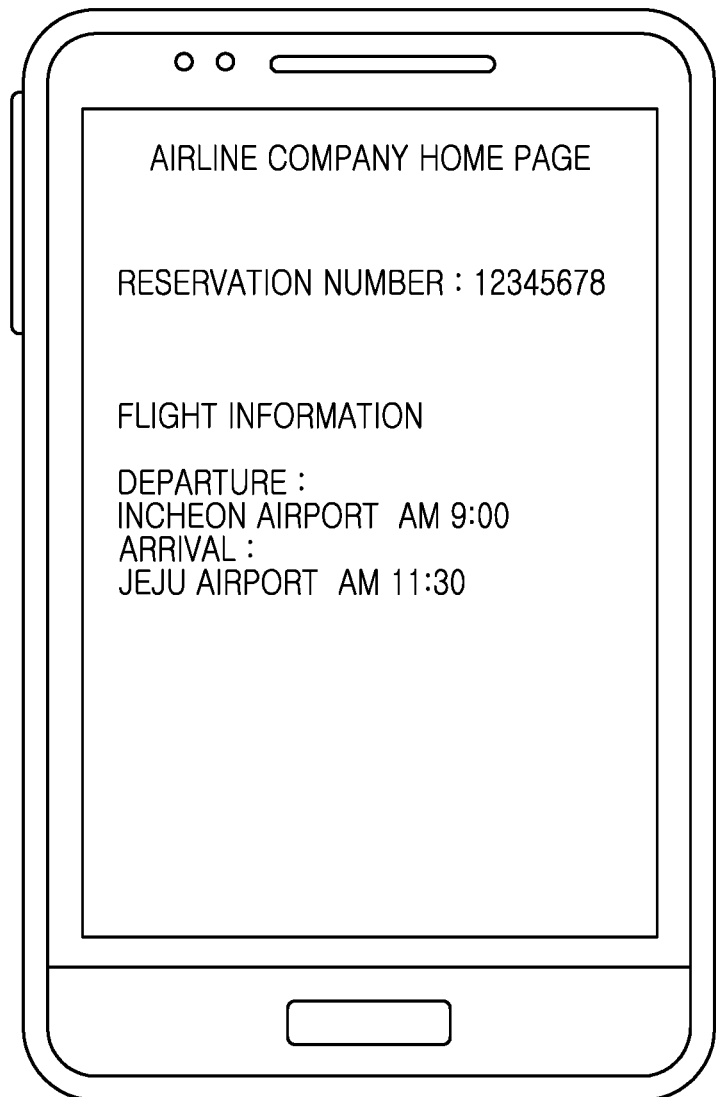 AIRLINE COMPANY HOME PAGE
RESERVATION NUMBER : 12345678
FLIGHT INFORMATION
DEPARTURE :
INCHEON AIRPORT AM 9:00
ARRIVAL :
JEJU AIRPORT AM 11:30